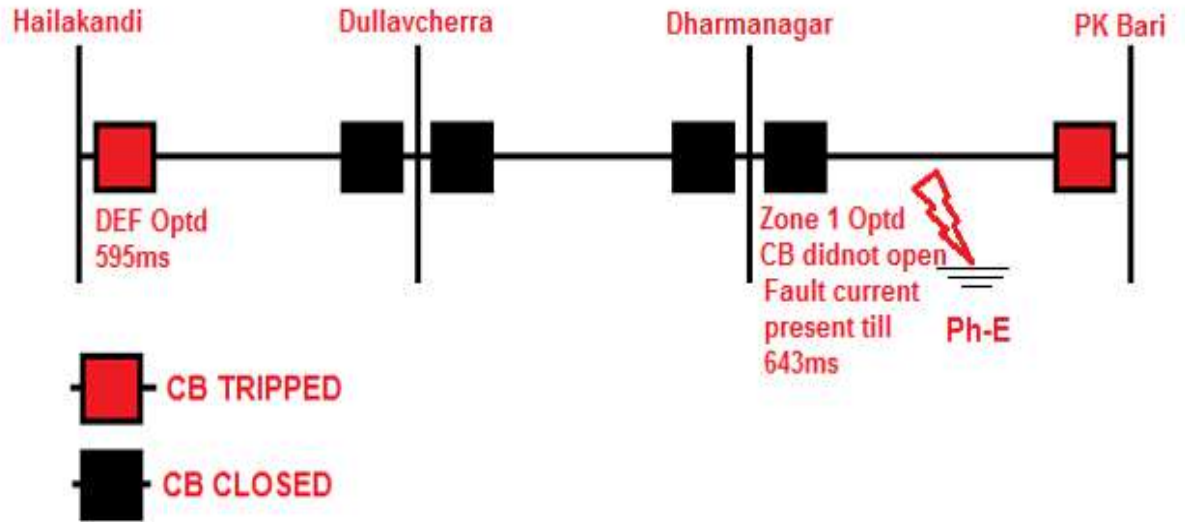 Hailakandi
Dullavcherra
Dharmanagar
PK Bari
DEF Optd
595ms
Zone 1 Optd
CB didnot open
Fault current
present till
643ms
Ph-E
CB TRIPPED
CB CLOSED